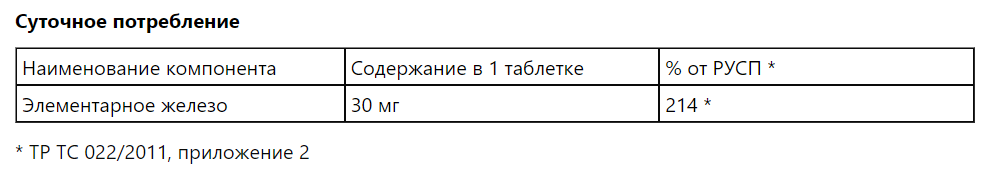 Суточное потребление
Наименование компонента Содержание в 1 таблетке % от РУСП *
Элементарное железо 30 мг 214 *
* ТР ТС 022/2011, приложение 2